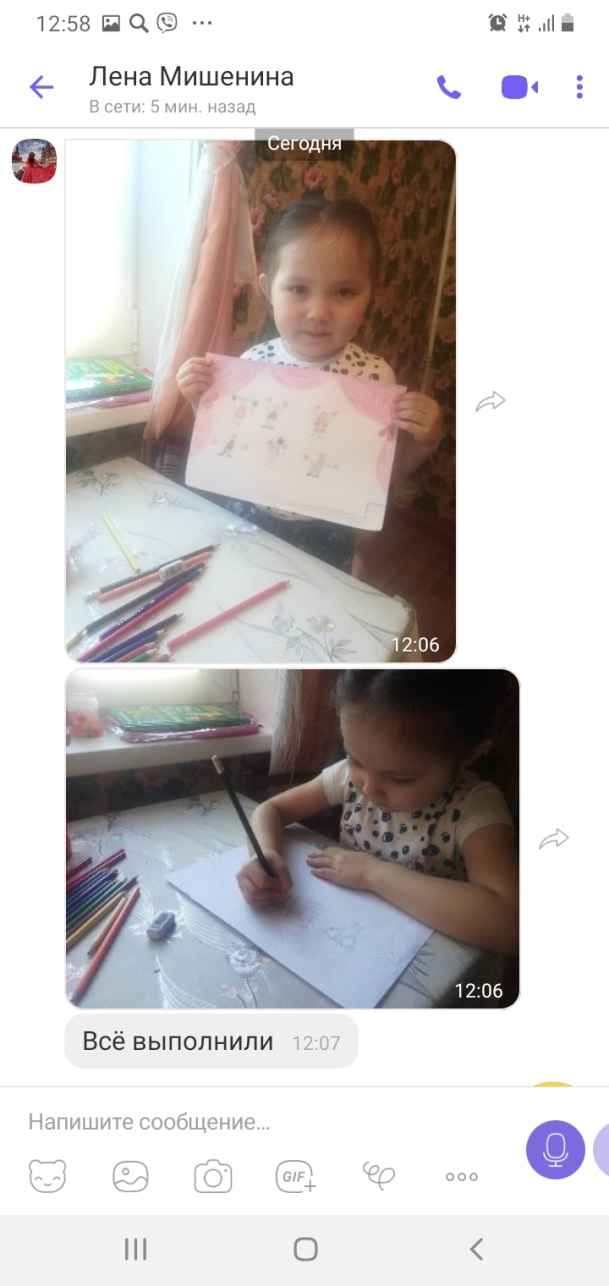 12:58
H+
Лена Мишенина
В сети: 5 мин. назад
Сегодня
12:06
12:06
Всё выполнили 12:07
Напишите сообщение...
GIF